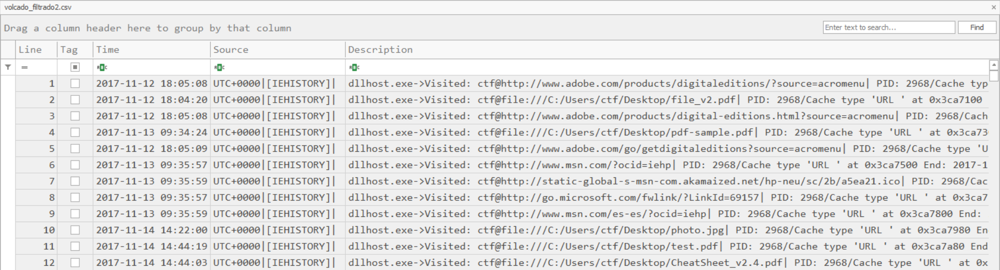 volcado_filtrado2.csv ×
Drag a column header here to group by that column Enter text to search... Find
Line Tag Time Source Description
= ABC ABC ABC
1 2017-11-12 18:05:08 UTC+0000|[IEHISTORY]| dllhost.exe->Visited: ctf@http://www.adobe.com/products/digitaleditions/?source=acromenu| PID: 2968/Cache typ
2 2017-11-12 18:04:20 UTC+0000|[IEHISTORY]| dllhost.exe->Visited: ctf@file:///C:/Users/ctf/Desktop/file_v2.pdf| PID: 2968/Cache type 'URL ' at 0x3ca7100
3 2017-11-12 18:05:08 UTC+0000|[IEHISTORY]| dllhost.exe->Visited: ctf@http://www.adobe.com/products/digital-editions.html?source=acromenu| PID: 2968/Cach
4 2017-11-13 09:34:24 UTC+0000|[IEHISTORY]| dllhost.exe->Visited: ctf@file:///C:/Users/ctf/Desktop/pdf-sample.pdf| PID: 2968/Cache type 'URL ' at 0x3ca73
5 2017-11-12 18:05:09 UTC+0000|[IEHISTORY]| dllhost.exe->Visited: ctf@http://www.adobe.com/go/getdigitaleditions?source=acromenu| PID: 2968/Cache type 'U
6 2017-11-13 09:35:57 UTC+0000|[IEHISTORY]| dllhost.exe->Visited: ctf@http://www.msn.com/?ocid=iehp| PID: 2968/Cache type 'URL ' at 0x3ca7500 End: 2017-1
7 2017-11-13 09:35:59 UTC+0000|[IEHISTORY]| dllhost.exe->Visited: ctf@http://static-global-s-msn-com.akamaized.net/hp-neu/sc/2b/a5ea21.ico| PID: 2968/Cac
8 2017-11-13 09:35:57 UTC+0000|[IEHISTORY]| dllhost.exe->Visited: ctf@http://go.microsoft.com/fwlink/?LinkId=69157| PID: 2968/Cache type 'URL ' at 0x3ca7
9 2017-11-13 09:35:59 UTC+0000|[IEHISTORY]| dllhost.exe->Visited: ctf@http://www.msn.com/es-es/?ocid=iehp| PID: 2968/Cache type 'URL ' at 0x3ca7800 End:
10 2017-11-14 14:22:00 UTC+0000|[IEHISTORY]| dllhost.exe->Visited: ctf@file:///C:/Users/ctf/Desktop/photo.jpg| PID: 2968/Cache type 'URL ' at 0x3ca7980 En
11 2017-11-14 14:44:19 UTC+0000|[IEHISTORY]| dllhost.exe->Visited: ctf@file:///C:/Users/ctf/Desktop/test.pdf| PID: 2968/Cache type 'URL ' at 0x3ca7a80 End
12 2017-11-14 14:44:03 UTC+0000|[IEHISTORY]| dllhost.exe->Visited: ctf@file:///C:/Users/ctf/Desktop/CheatSheet_v2.4.pdf| PID: 2968/Cache type 'URL ' at 0x